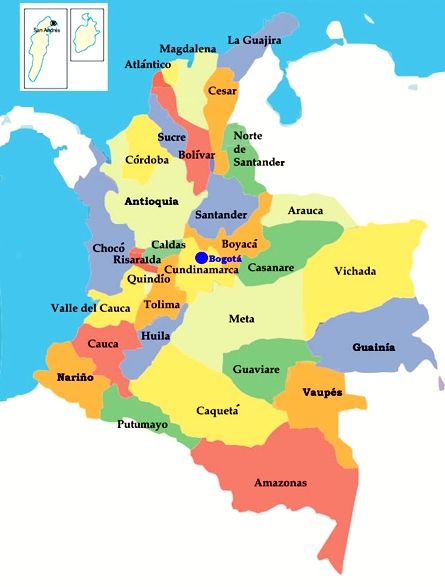 San Andrés
La Guajira
Magdalena
Atlántico
Cesar
Sucre
Bolívar
Norte
de
Santander
Córdoba
Antioquia
Santander
Arauca
Chocó
Caldas
Boyacá
Risaralda
Bogotá
Cundinamarca
Casanare
Vichada
Quindío
Valle del Cauca
Tolima
Meta
Cauca
Huila
Guainía
Nariño
Guaviare
Vaupés
Caquetá
Putumayo
Amazonas